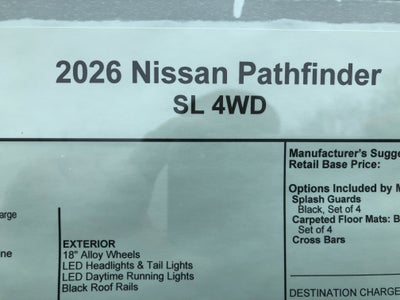 2026 Nissan Pathfinder
SL 4WD
Manufacturer's Sugge
Retail Base Price:
Options Included by M
Splash Guards
Black, Set of 4
Carpeted Floor Mats: B
Set of 4
Cross Bars
DESTINATION CHARGE
arge
ne
EXTERIOR
18" Alloy Wheels
LED Headlights & Tail Lights
LED Daytime Running Lights
Black Roof Rails